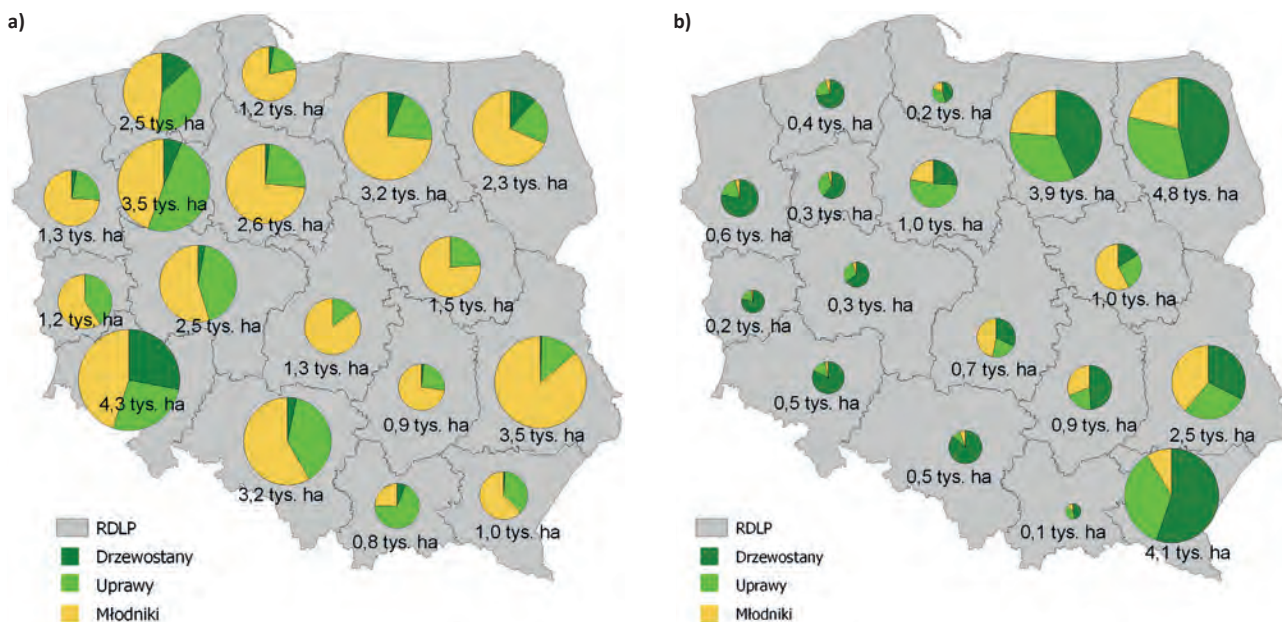 a)
2,5 tys. ha
1,2 tys. ha
3,2 tys. ha
2,3 tys. ha
1,3 tys. ha
3,5 tys. ha
2,6 tys. ha
1,5 tys. ha
1,2 tys. ha
2,5 tys. ha
1,3 tys. ha
4,3 tys. ha
0,9 tys. ha
3,5 tys. ha
3,2 tys. ha
0,8 tys. ha
1,0 tys. ha
RDLP
Drzewostany
Uprawy
Młodniki
b)
0,4 tys. ha
0,2 tys. ha
3,9 tys. ha
4,8 tys. ha
0,6 tys. ha
0,3 tys. ha
1,0 tys. ha
1,0 tys. ha
0,2 tys. ha
0,3 tys. ha
0,7 tys. ha
0,5 tys. ha
0,9 tys. ha
2,5 tys. ha
0,5 tys. ha
0,1 tys. ha
4,1 tys. ha
RDLP
Drzewostany
Uprawy
Młodniki